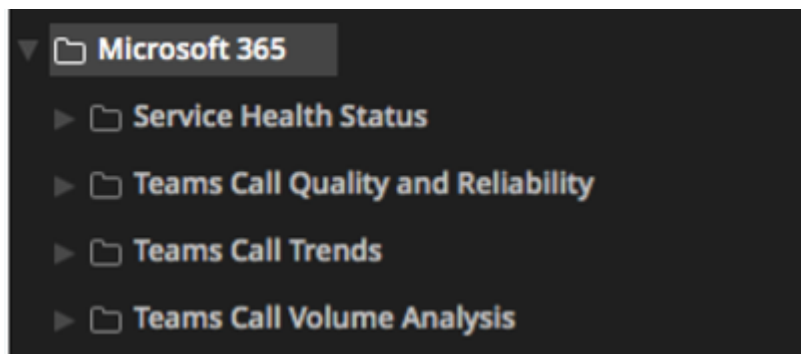 Microsoft 365
Service Health Status
Teams Call Quality and Reliability
Teams Call Trends
Teams Call Volume Analysis